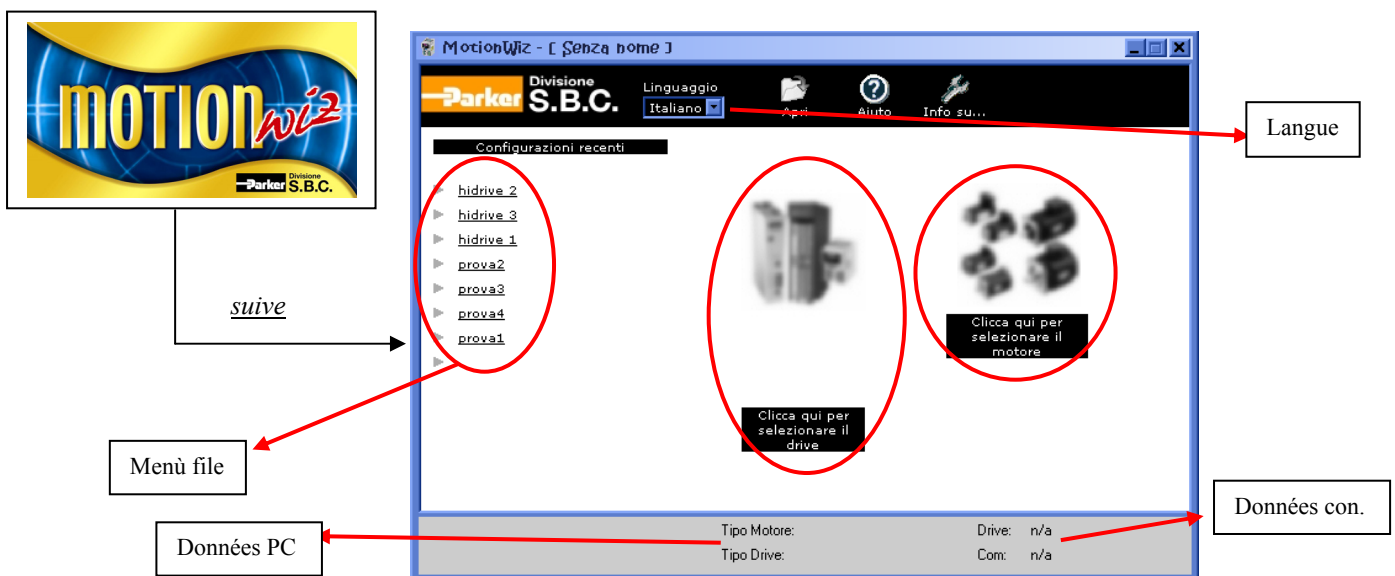 MOTION wiz
Parker Divisione S.B.C.
suive
Menù file
Données PC
MotionWiz - [ Senza nome ]
Parker Divisione S.B.C.
Linguaggio
Italiano
Apri
Aiuto
Info su...
Langue
Configurazioni recenti
hidrive 2
hidrive 3
hidrive 1
prova2
prova3
prova4
prova1
Clicca qui per
selezionare il
drive
Clicca qui per
selezionare il
motore
Données con.
Tipo Motore:
Drive: n/a
Tipo Drive:
Com: n/a